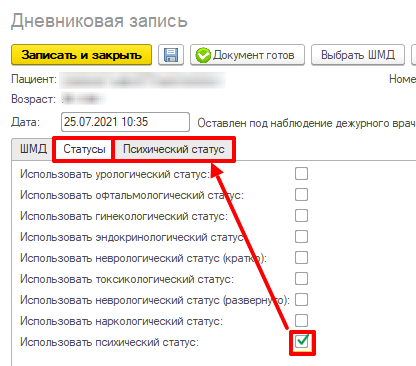 Дневниковая запись
Записать и закрыть Документ готов Выбрать ШМД
Пациент: Номе
Возраст:
Дата: 25.07.2021 10:35 Оставлен под наблюдение дежурного врач
ШМД Статусы Психический статус
Использовать урологический статус:
Использовать офтальмологический статус:
Использовать гинекологический статус:
Использовать эндокринологический статус:
Использовать неврологический статус (кратко):
Использовать токсикологический статус:
Использовать неврологический статус (развернуто):
Использовать наркологический статус:
Использовать психический статус: